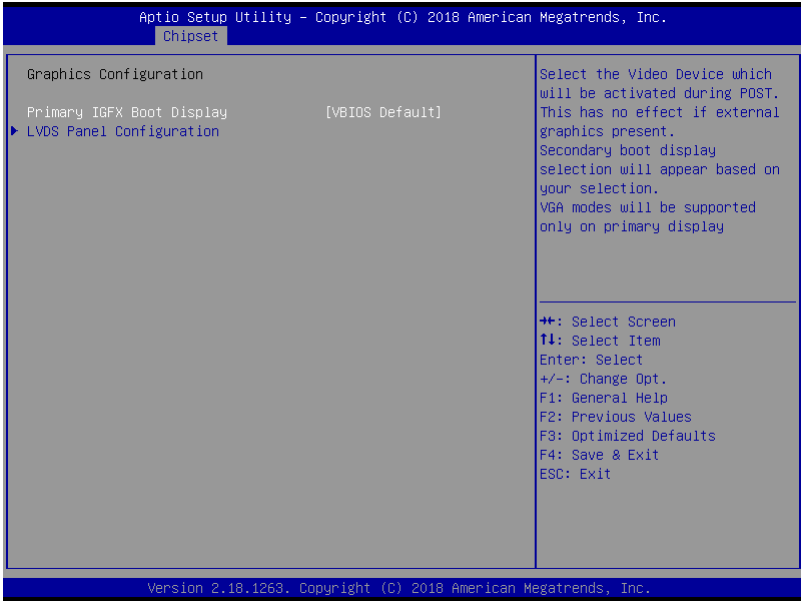 Aptio Setup Utility – Copyright (C) 2018 American Megatrends, Inc.
Chipset
Graphics Configuration
Primary IGFX Boot Display [VBIOS Default]
LVDS Panel Configuration
Select the Video Device which
will be activated during POST.
This has no effect if external
graphics present.
Secondary boot display
selection will appear based on
your selection.
VGA modes will be supported
only on primary display
→←: Select Screen
↑↓: Select Item
Enter: Select
+/-: Change Opt.
F1: General Help
F2: Previous Values
F3: Optimized Defaults
F4: Save & Exit
ESC: Exit
Version 2.18.1263. Copyright (C) 2018 American Megatrends, Inc.